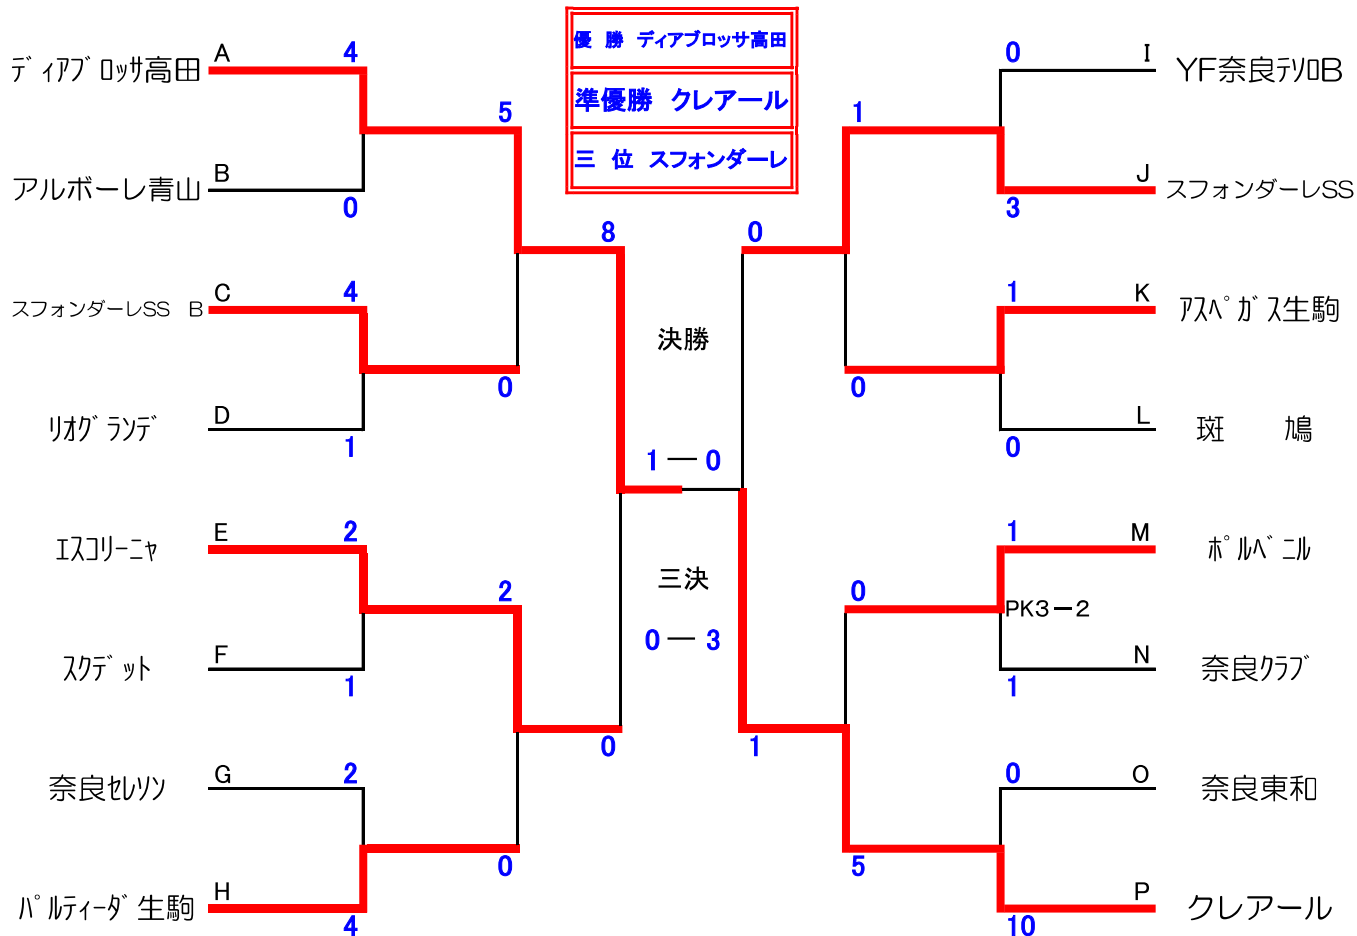 優　勝　ディアブロッサ高田
準優勝　クレアール
三　位　スフォンダーレ
ディアブロッサ高田 A 4
アルボーレ青山 B 0
5
スフォンダーレSS　B C 4
リオグランデ D 1
0
8
エスコリーニャ E 2
スクデット F 1
2
奈良セレソン G 2
パルティーダ生駒 H 4
0
0
決勝
1 — 0
三決
0 — 3
0 I YF奈良テソロB
3 J スフォンダーレSS
1
1 K アスペガス生駒
0 L 斑　鳩
0
0
1 M ポルベニル
PK3－2
1 N 奈良クラブ
0
0 O 奈良東和
10 P クレアール
5
1